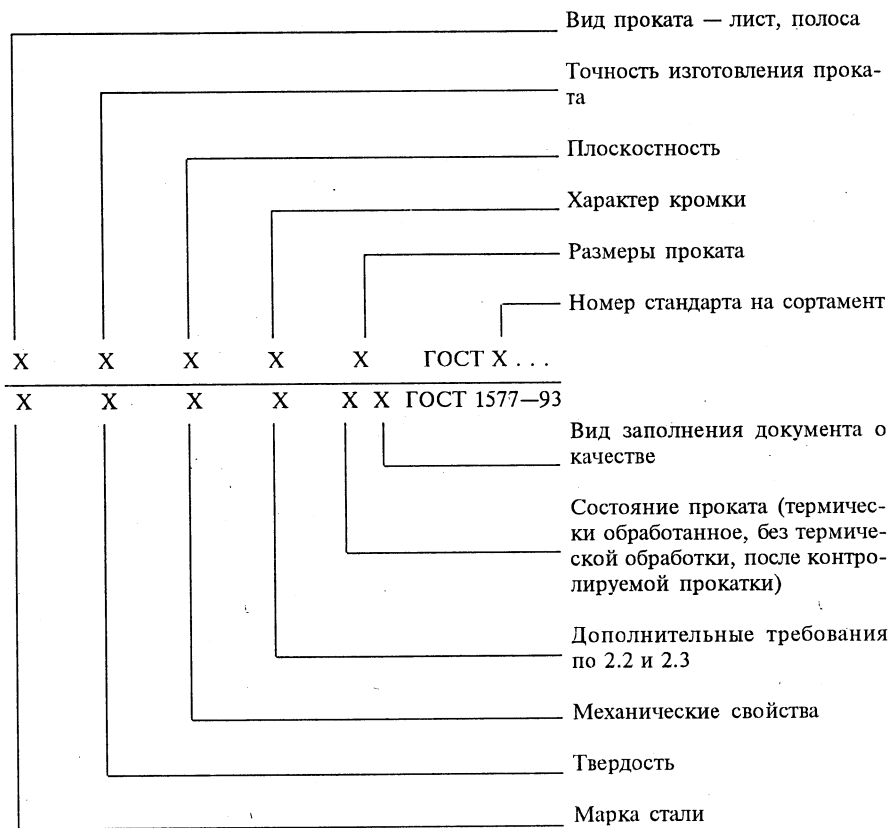 Вид проката — лист, полоса
Точность изготовления прока-
та
Плоскостность
Характер кромки
Размеры проката
Номер стандарта на сортамент
X X X X X ГОСТ X . . .
X X X X X X ГОСТ 1577—93
Вид заполнения документа о
качестве
Состояние проката (термичес-
ки обработанное, без термиче-
ской обработки, после контро-
лируемой прокатки)
Дополнительные требования
по 2.2 и 2.3
Механические свойства
Твердость
Марка стали